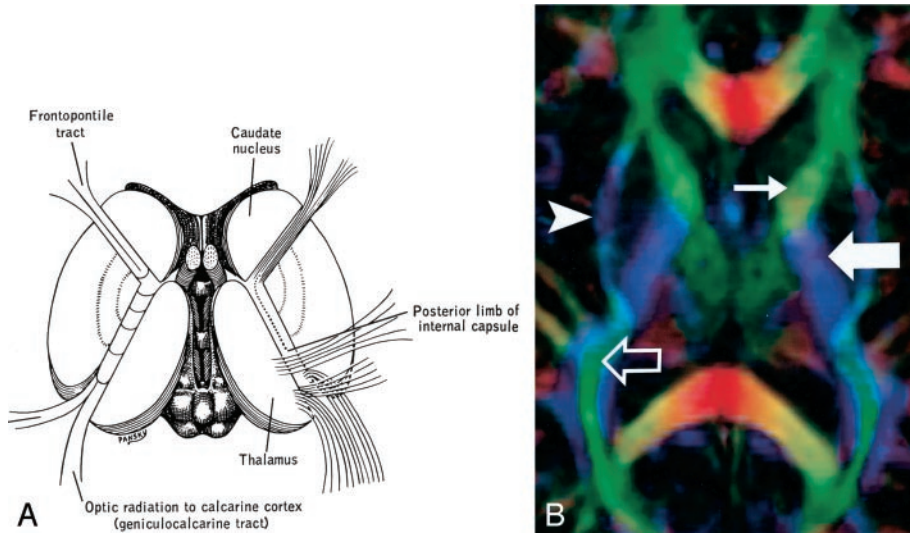 Frontopontile
tract
Caudate
nucleus
Posterior limb of
internal capsule
PANSKY
Thalamus
Optic radiation to calcarine cortex
(geniculocalcarine tract)
A
B